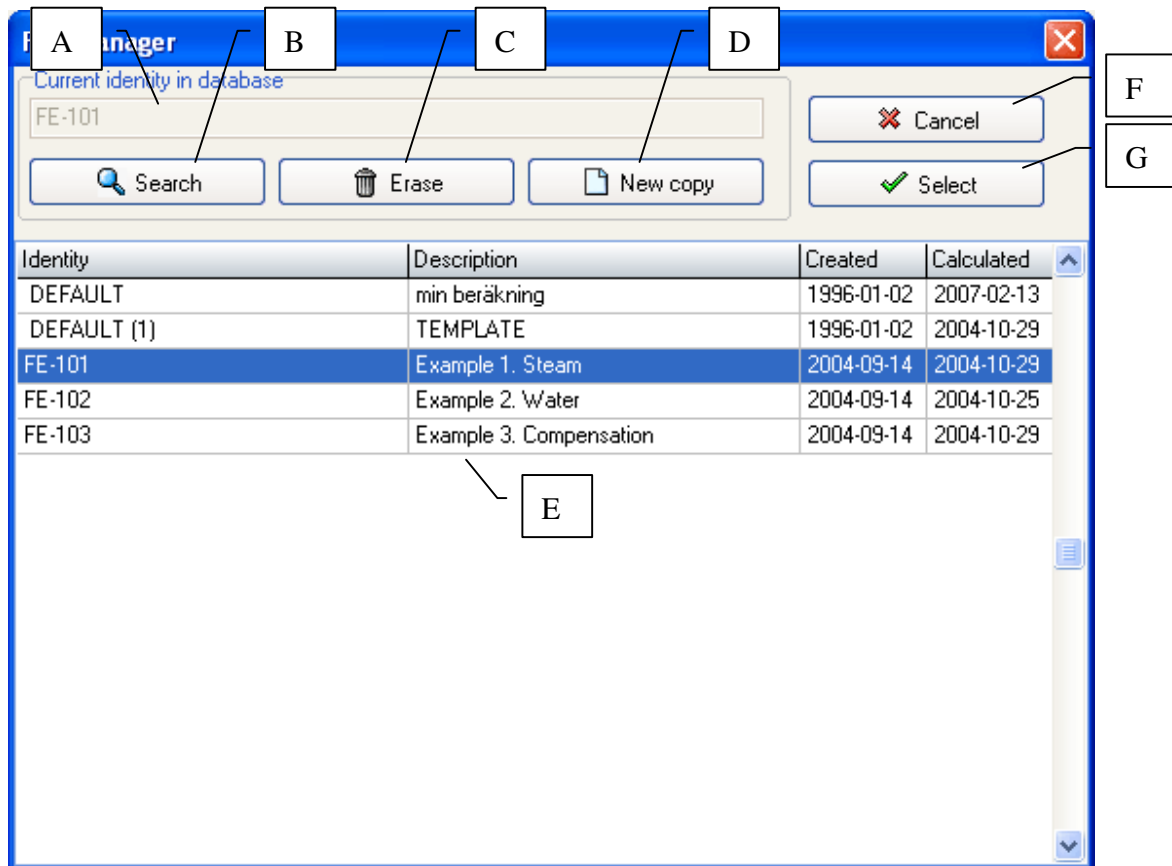 A B C D
anager
Current identity in database
F
FE-101
Cancel
G
Search Erase New copy Select
Identity Description Created Calculated
DEFAULT min beräkning 1996-01-02 2007-02-13
DEFAULT (1) TEMPLATE 1996-01-02 2004-10-29
FE-101 Example 1. Steam 2004-09-14 2004-10-29
FE-102 Example 2. Water 2004-09-14 2004-10-25
FE-103 Example 3. Compensation 2004-09-14 2004-10-29
E